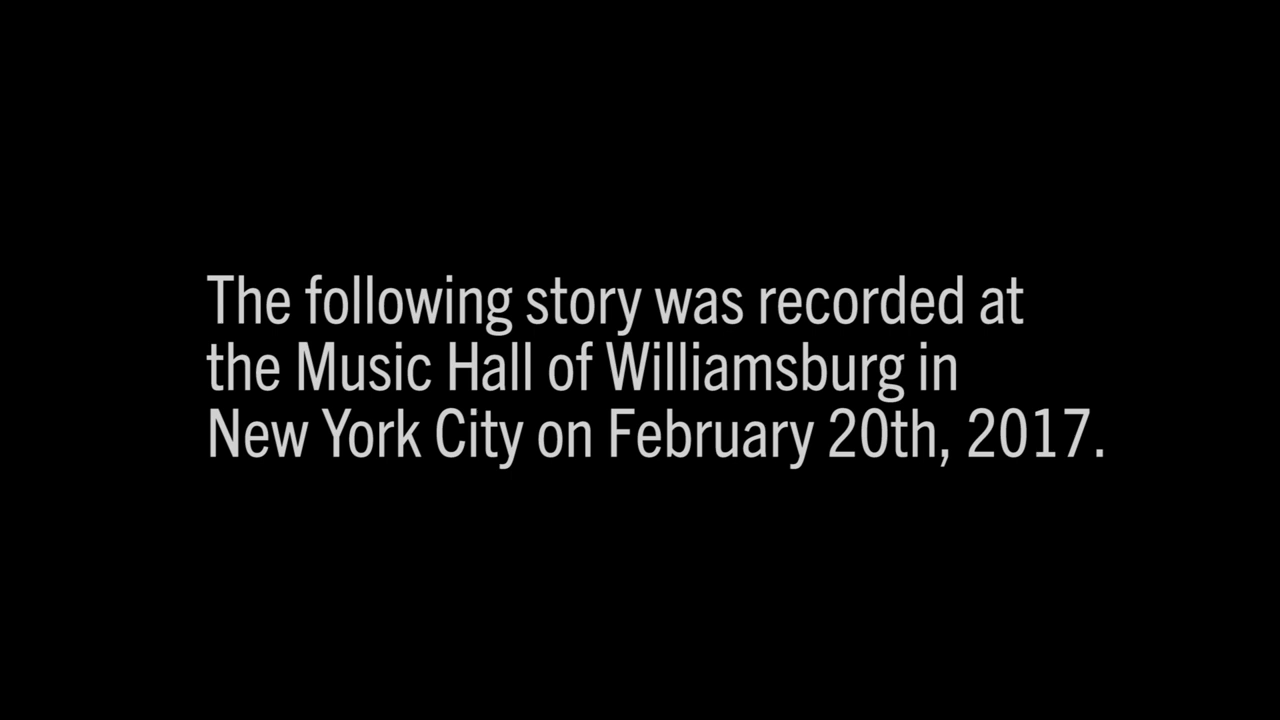 The following story was recorded at
the Music Hall of Williamsburg in
New York City on February 20th, 2017.